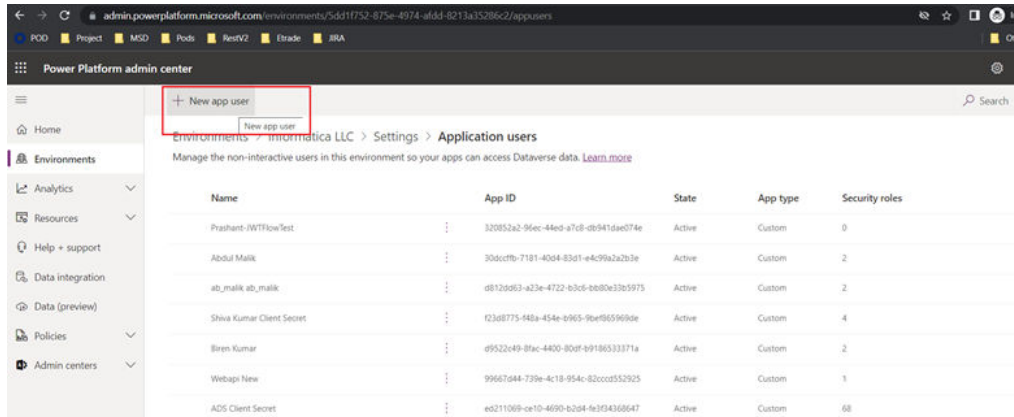 admin.powerplatform.microsoft.com/environments/5dd1f752-875e-4974-afdd-8213a35286c2/appusers
POD Project MSD Pods RestV2 Etrade JIRA
Power Platform admin center
+ New app user
Search
New app user
Environments > Informatica LLC > Settings > Application users
Manage the non-interactive users in this environment so your apps can access Dataverse data. Learn more
Home
Environments
Analytics
Resources
Help + support
Data integration
Data (preview)
Policies
Admin centers
Name App ID State App type Security roles
Prashant-JWTFlowTest 320852a2-96ec-44ed-a7c8-db941dae074e Active Custom 0
Abdul Malik 30dccffb-7181-40d4-83d1-e4c99a2a2b3e Active Custom 2
ab_malik ab_malik d812dd63-a23e-4722-b3c6-bb80e33b5975 Active Custom 2
Shiva Kumar Client Secret f23d8775-f48a-454e-b965-9bef865969de Active Custom 4
Biren Kumar d9522c49-8fac-4400-80df-b9186533371a Active Custom 2
Webapi New 99667d44-739e-4c18-954c-82cccd552925 Active Custom 1
ADS Client Secret ed211069-ce10-4690-b2d4-fe3f34368647 Active Custom 68